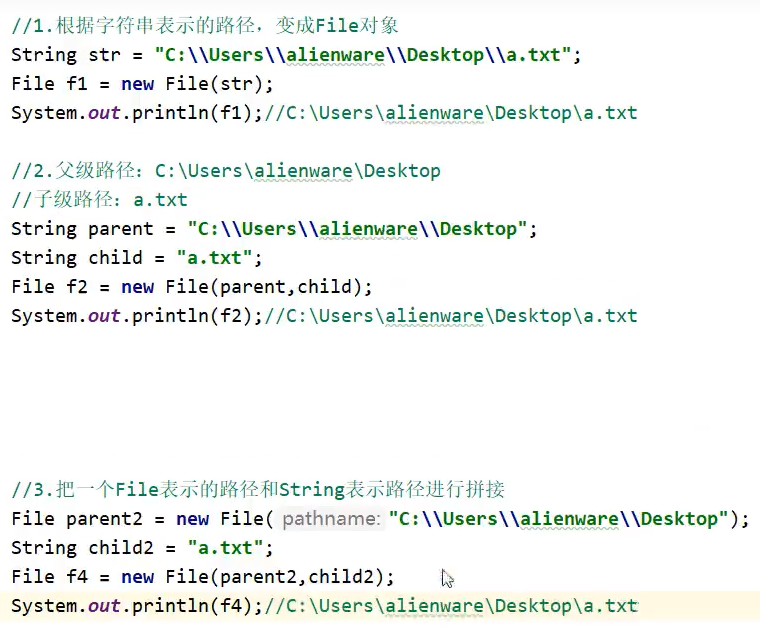 //1.根据字符串表示的路径，变成File对象
String str = "C:\\Users\\alienware\\Desktop\\a.txt";
File f1 = new File(str);
System.out.println(f1);//C:\Users\alienware\Desktop\a.txt
//2.父级路径：C:\Users\alienware\Desktop
//子级路径：a.txt
String parent = "C:\\Users\\alienware\\Desktop";
String child = "a.txt";
File f2 = new File(parent,child);
System.out.println(f2);//C:\Users\alienware\Desktop\a.txt
//3.把一个File表示的路径和String表示路径进行拼接
File parent2 = new File( pathname: "C:\\Users\\alienware\\Desktop");
String child2 = "a.txt";
File f4 = new File(parent2,child2);
System.out.println(f4);//C:\Users\alienware\Desktop\a.txt